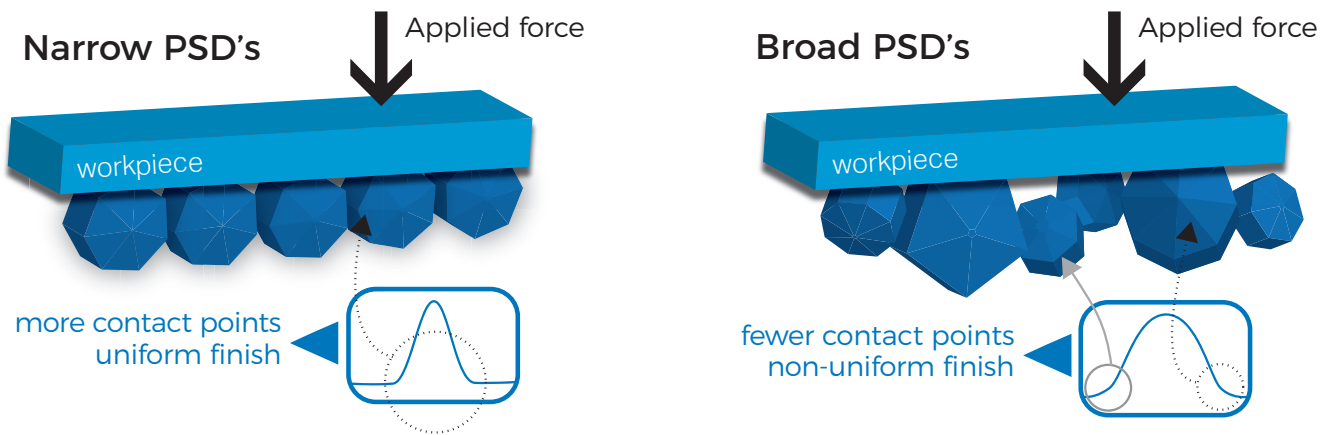 Narrow PSD's
Applied force
workpiece
more contact points
uniform finish
Broad PSD's
Applied force
workpiece
fewer contact points
non-uniform finish